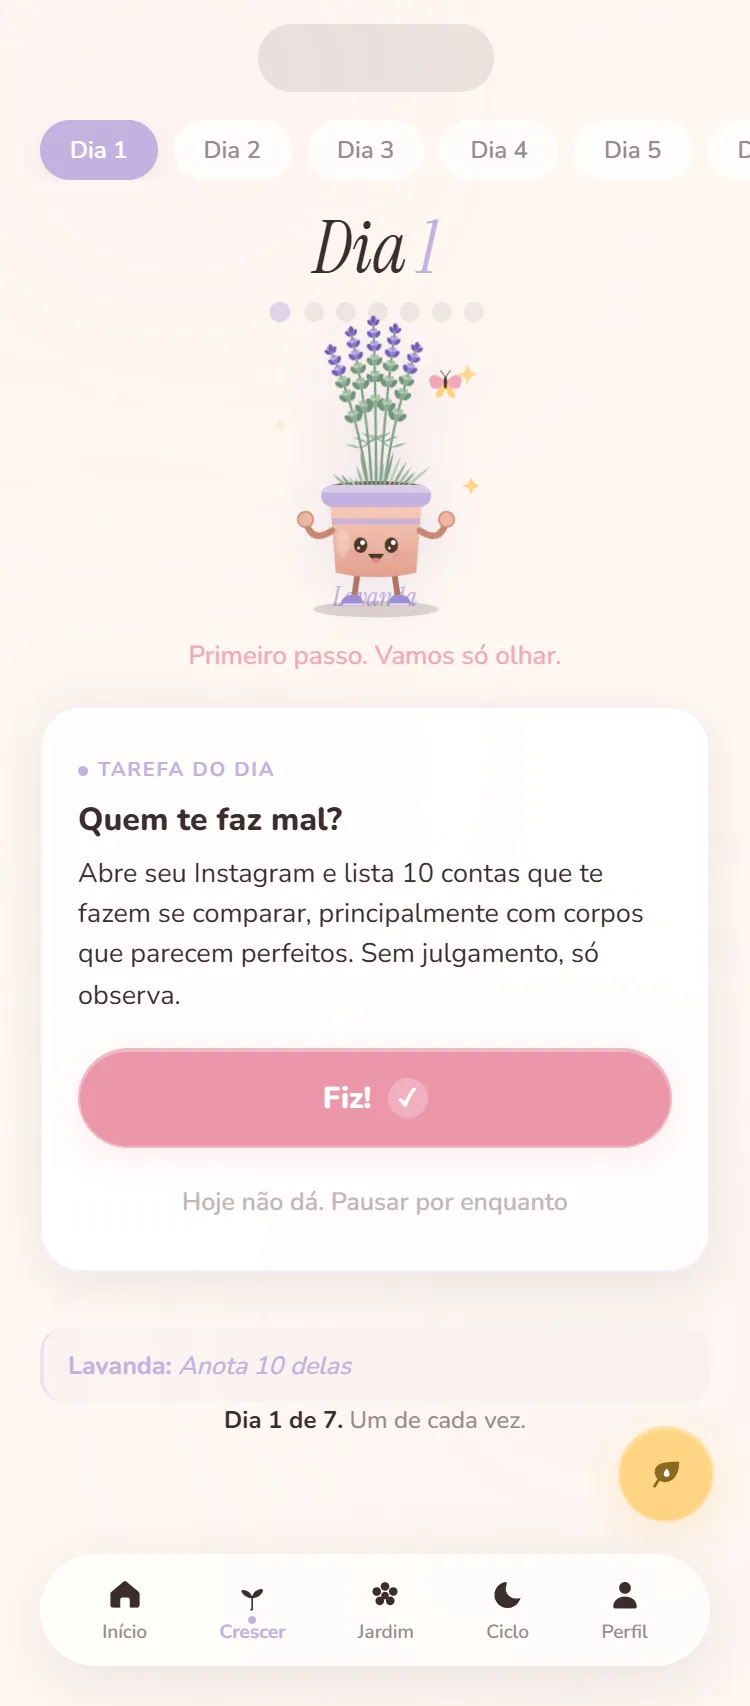 Dia 1
Dia 2
Dia 3
Dia 4
Dia 5
D
Dia 1
Lavanda
Primeiro passo. Vamos só olhar.
TAREFA DO DIA
Quem te faz mal?
Abre seu Instagram e lista 10 contas que te
fazem se comparar, principalmente com corpos
que parecem perfeitos. Sem julgamento, só
observa.
Fiz!
Hoje não dá. Pausar por enquanto
Lavanda: Anota 10 delas
Dia 1 de 7. Um de cada vez.
Início
Crescer
Jardim
Ciclo
Perfil